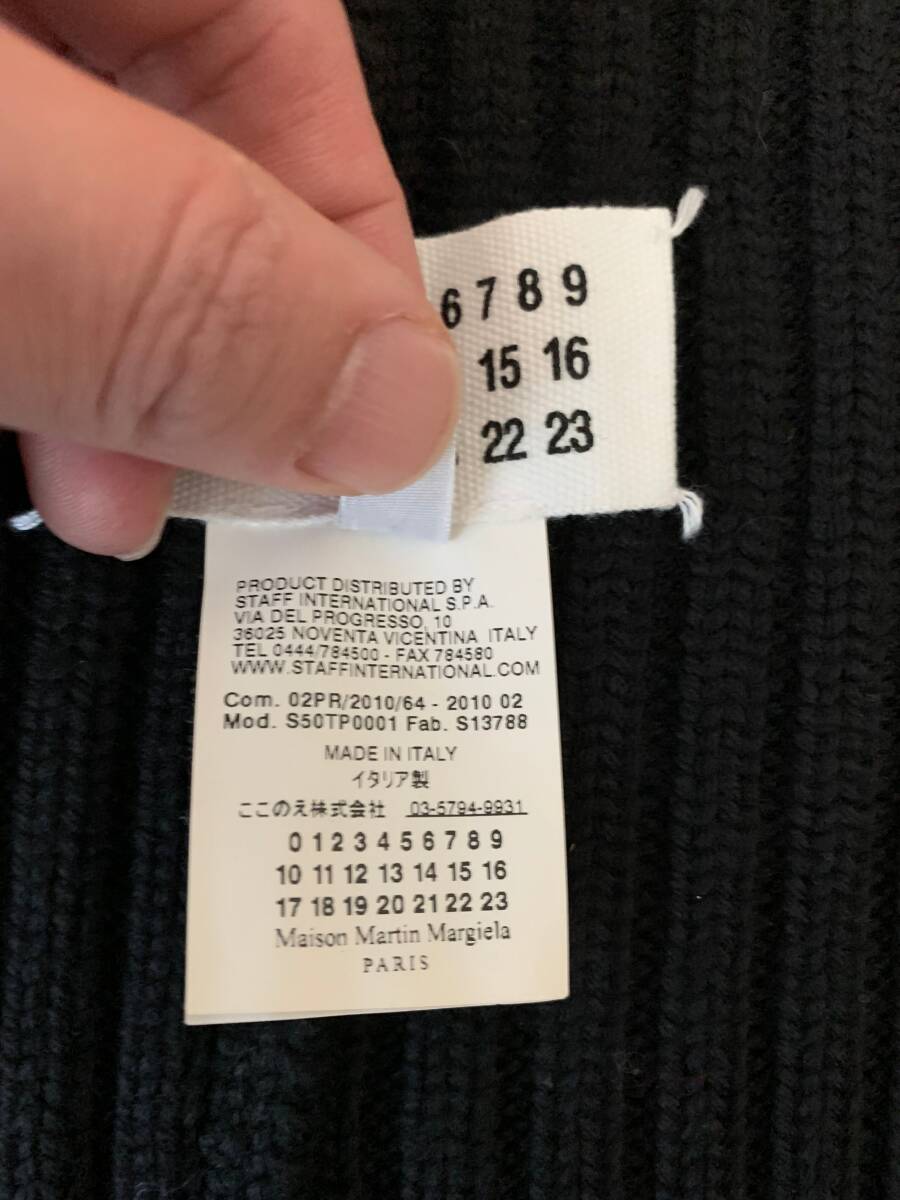 6 7 8 9
15 16
22 23
PRODUCT DISTRIBUTED BY
STAFF INTERNATIONAL S.P.A.
VIA DEL PROGRESSO, 10
36025 NOVENTA VICENTINA ITALY
TEL 0444/784500 - FAX 784580
WWW.STAFFINTERNATIONAL.COM
Com. 02PR/2010/64 - 2010 02
Mod. S50TP0001 Fab. S13788
MADE IN ITALY
イタリア製
ここのえ株式会社 03-5794-9931
0 1 2 3 4 5 6 7 8 9
10 11 12 13 14 15 16
17 18 19 20 21 22 23
Maison Martin Margiela
PARIS